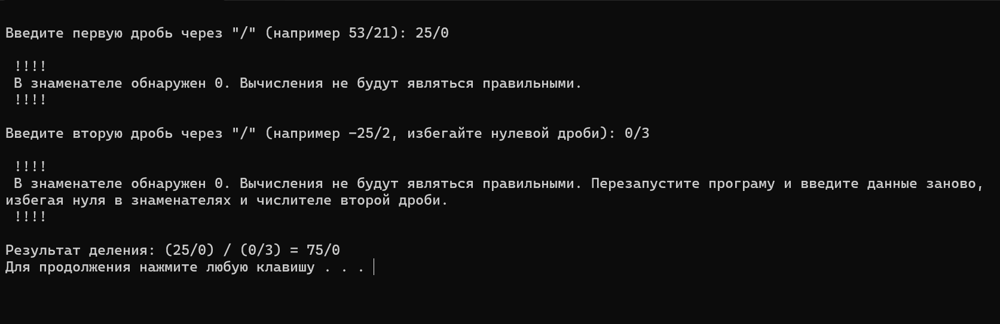 Введите первую дробь через "/" (например 53/21): 25/0
!!!!
В знаменателе обнаружен 0. Вычисления не будут являться правильными.
!!!!
Введите вторую дробь через "/" (например -25/2, избегайте нулевой дроби): 0/3
!!!!
В знаменателе обнаружен 0. Вычисления не будут являться правильными. Перезапустите програму и введите данные заново,
избегая нуля в знаменателях и числителе второй дроби.
!!!!
Результат деления: (25/0) / (0/3) = 75/0
Для продолжения нажмите любую клавишу . . .